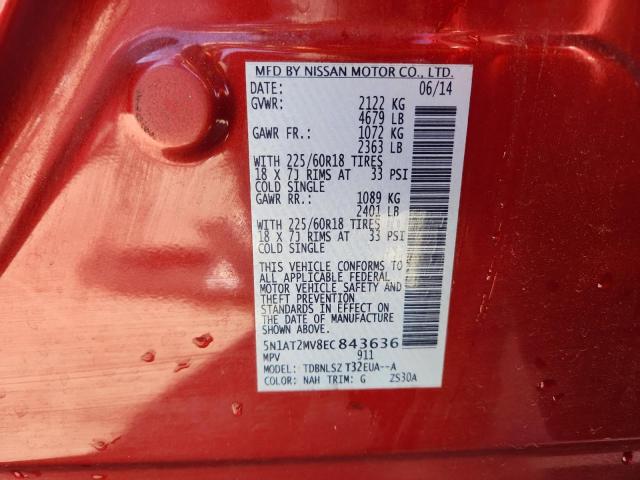 MFD BY NISSAN MOTOR CO., LTD.
DATE: 06/14
GVWR: 2122 KG
4679 LB
GAWR FR.: 1072 KG
2363 LB
WITH 225/60R18 TIRES
18 X 7J RIMS AT 33 PSI
COLD SINGLE
GAWR RR.: 1089 KG
2401 LB
WITH 225/60R18 TIRES
18 X 7J RIMS AT 33 PSI
COLD SINGLE
THIS VEHICLE CONFORMS TO
ALL APPLICABLE FEDERAL
MOTOR VEHICLE SAFETY AND
THEFT PREVENTION
STANDARDS IN EFFECT ON
THE DATE OF MANUFACTURE
SHOWN ABOVE.
5N1AT2MV8EC843636
MPV 911
MODEL: TDBNLSZ T32EUA--A
COLOR: NAH TRIM: G ZS30A